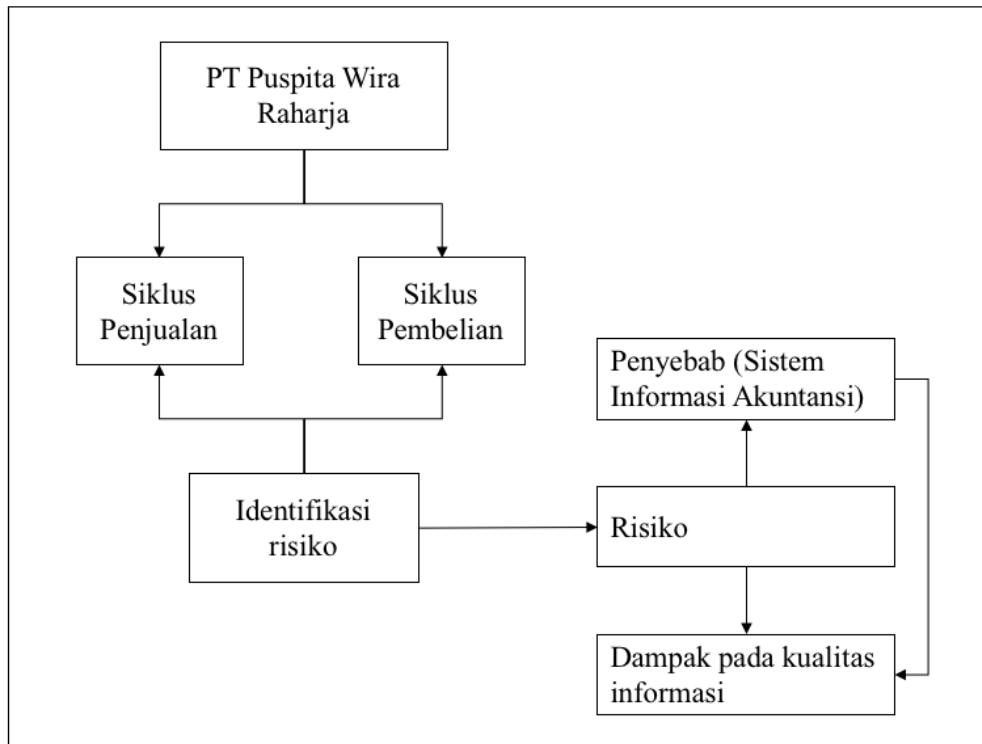 PT Puspita Wira
Raharja
Siklus
Penjualan
Siklus
Pembelian
Penyebab (Sistem
Informasi Akuntansi)
Identifikasi
risiko
Risiko
Dampak pada kualitas
informasi